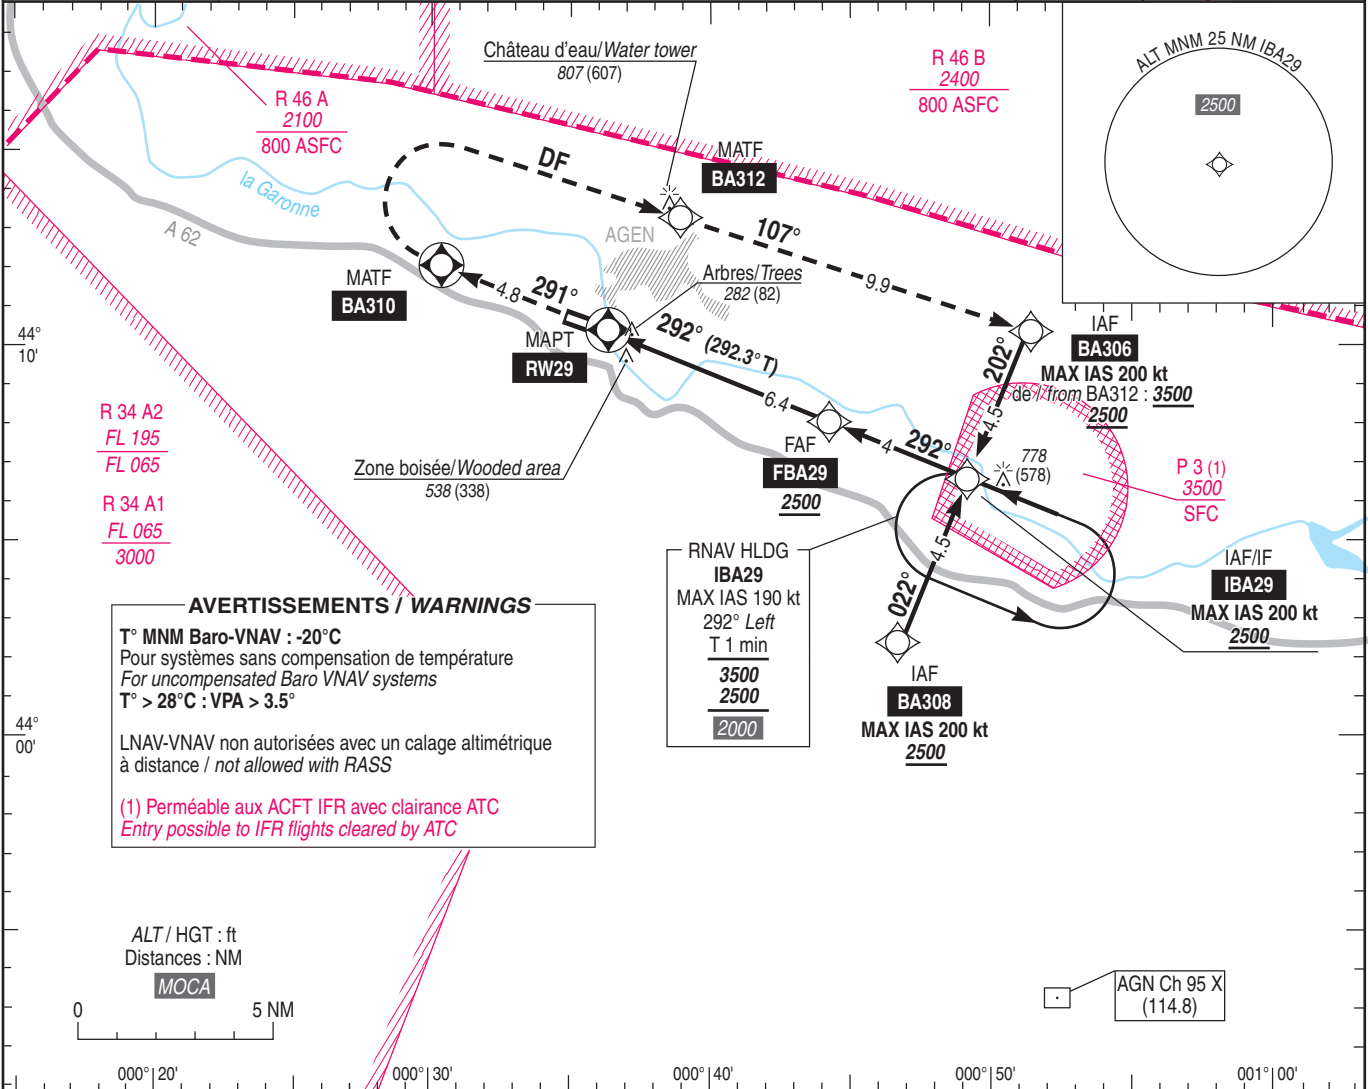 Château d'eau/Water tower
807 (607)
R 46 A
2100
800 ASFC
R 46 B
2400
800 ASFC
ALT MNM 25 NM IBA29
2500
la Garonne
A 62
DF
MATF
BA312
AGEN
107°
9.9
MATF
BA310
4.8
291°
Arbres/Trees
282 (82)
MAPT
RW29
292° (292.3°T)
6.4
IAF
BA306
MAX IAS 200 kt
de / from BA312 : 3500
2500
202°
4.5
44°
10'
R 34 A2
FL 195
FL 065
R 34 A1
FL 065
3000
Zone boisée/Wooded area
538 (338)
FAF
FBA29
2500
4
292°
778
(578)
P 3 (1)
3500
SFC
RNAV HLDG
IBA29
MAX IAS 190 kt
292° Left
T 1 min
3500
2500
2000
4.5
022°
IAF/IF
IBA29
MAX IAS 200 kt
2500
IAF
BA308
MAX IAS 200 kt
2500
AVERTISSEMENTS / WARNINGS
T° MNM Baro-VNAV : -20°C
Pour systèmes sans compensation de température
For uncompensated Baro VNAV systems
T° > 28°C : VPA > 3.5°
LNAV-VNAV non autorisées avec un calage altimétrique
à distance / not allowed with RASS
(1) Perméable aux ACFT IFR avec clairance ATC
Entry possible to IFR flights cleared by ATC
44°
00'
ALT / HGT : ft
Distances : NM
MOCA
0 5 NM
AGN Ch 95 X
(114.8)
000° 20' 000° 30' 000° 40' 000° 50' 001° 00'